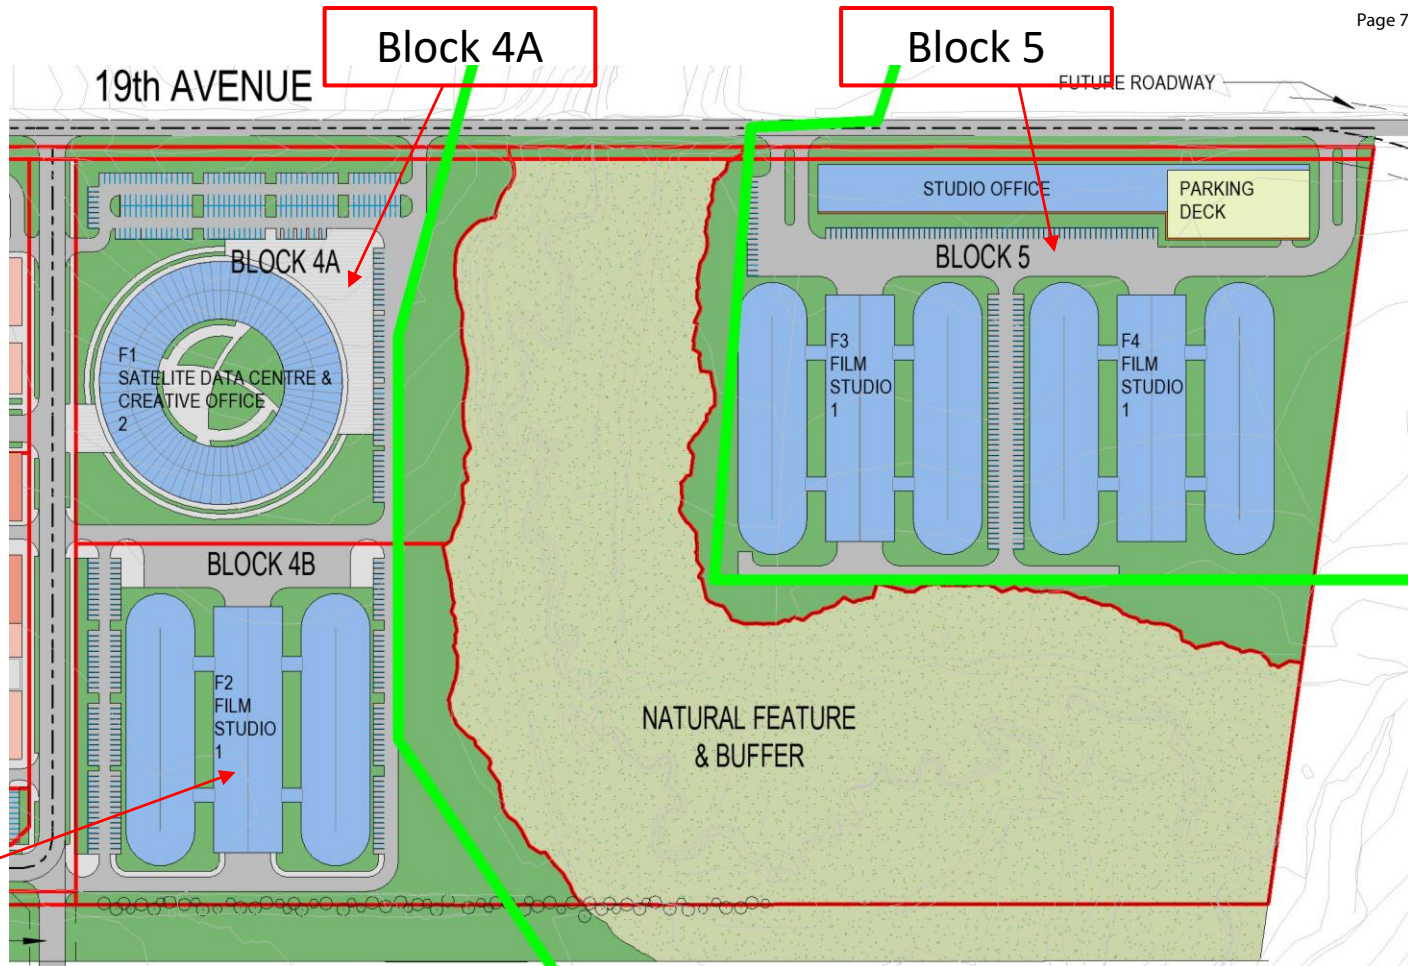 Page 7
Block 4A
Block 5
19th AVENUE
FUTURE ROADWAY
STUDIO OFFICE
PARKING
DECK
BLOCK 4A
BLOCK 5
F1
SATELITE DATA CENTRE &
CREATIVE OFFICE
2
F3
FILM
STUDIO
1
F4
FILM
STUDIO
1
BLOCK 4B
F2
FILM
STUDIO
1
NATURAL FEATURE
& BUFFER